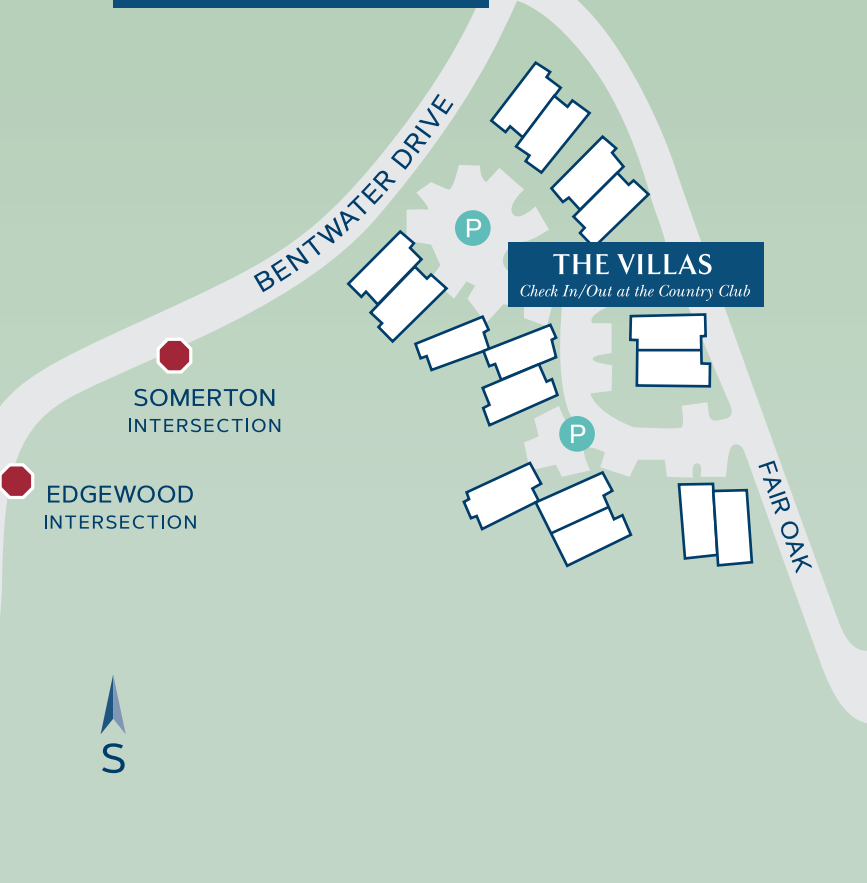 BENTWATER DRIVE
P
THE VILLAS
Check In/Out at the Country Club
SOMERTON
INTERSECTION
P
EDGEWOOD
INTERSECTION
FAIR OAK
S